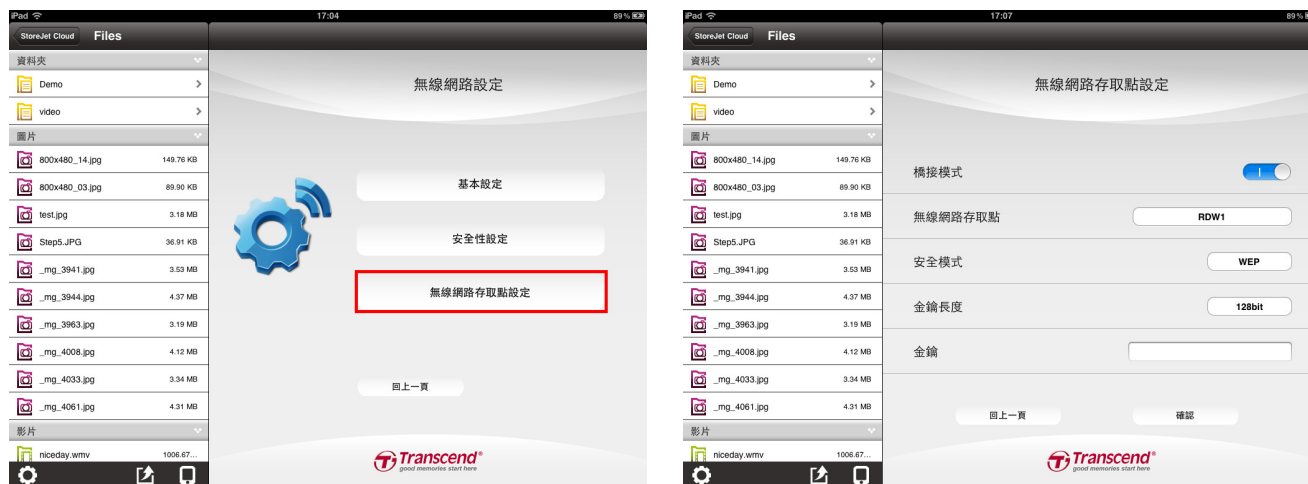 iPad 17:04 89 %
StoreJet Cloud Files
資料夾
Demo
video
圖片
800x480_14.jpg 149.76 KB
800x480_03.jpg 89.90 KB
test.jpg 3.18 MB
Step5.JPG 36.91 KB
_mg_3941.jpg 3.53 MB
_mg_3944.jpg 4.37 MB
_mg_3963.jpg 3.19 MB
_mg_4008.jpg 4.12 MB
_mg_4033.jpg 3.34 MB
_mg_4061.jpg 4.31 MB
影片
niceday.wmv 1006.67...
無線網路設定
基本設定
安全性設定
無線網路存取點設定
回上一頁
Transcend®
good memories start here
iPad 17:07 89 %
StoreJet Cloud Files
資料夾
Demo
video
圖片
800x480_14.jpg 149.76 KB
800x480_03.jpg 89.90 KB
test.jpg 3.18 MB
Step5.JPG 36.91 KB
_mg_3941.jpg 3.53 MB
_mg_3944.jpg 4.37 MB
_mg_3963.jpg 3.19 MB
_mg_4008.jpg 4.12 MB
_mg_4033.jpg 3.34 MB
_mg_4061.jpg 4.31 MB
影片
niceday.wmv 1006.67...
無線網路存取點設定
橋接模式
無線網路存取點 RDW1
安全模式 WEP
金鑰長度 128bit
金鑰
回上一頁 確認
Transcend®
good memories start here